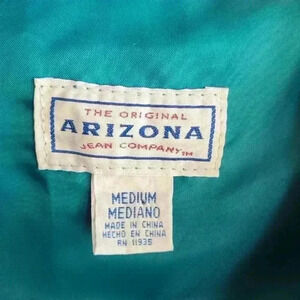 THE ORIGINAL
ARIZONA
JEAN COMPANY™
MEDIUM
MEDIANO
MADE IN CHINA
HECHO EN CHINA
RN 11935